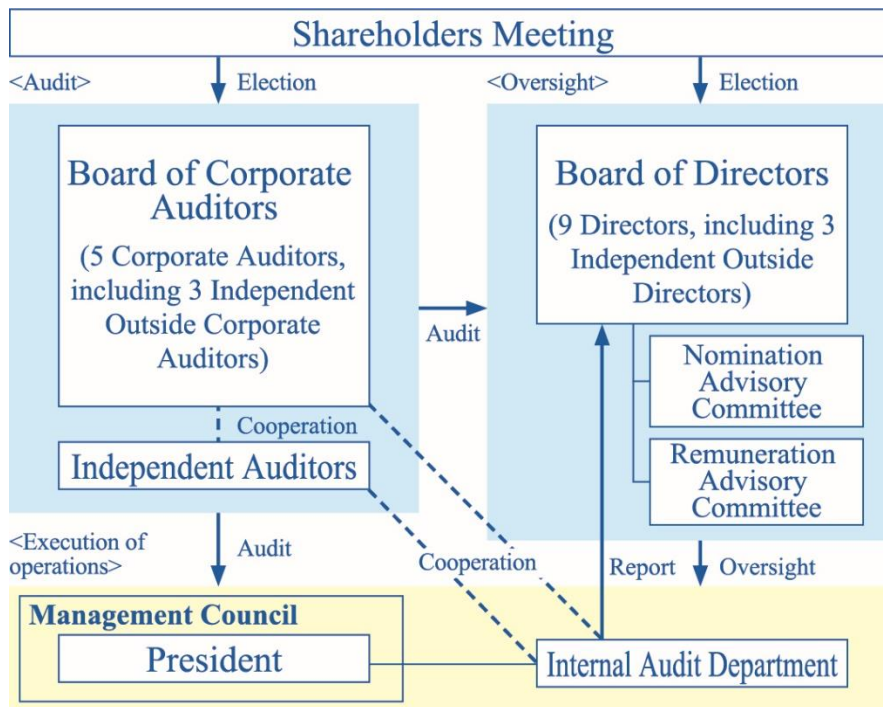 Shareholders Meeting
<Audit>
Election
<Oversight>
Election
Board of Corporate
Auditors
(5 Corporate Auditors,
including 3 Independent
Outside Corporate
Auditors)
Board of Directors
(9 Directors, including 3
Independent Outside
Directors)
Audit
Nomination
Advisory
Committee
Cooperation
Independent Auditors
Remuneration
Advisory
Committee
<Execution of
operations>
Audit
Cooperation
Report
Oversight
Management Council
President
Internal Audit Department